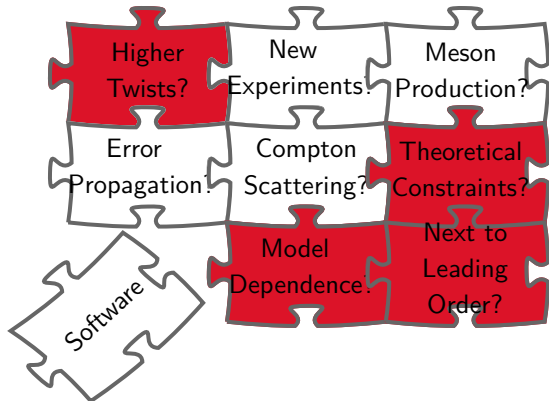 Higher
Twists?
New
Experiments?
Meson
Production?
Error
Propagation?
Compton
Scattering?
Theoretical
Constraints?
Software
Model
Dependence?
Next to
Leading
Order?